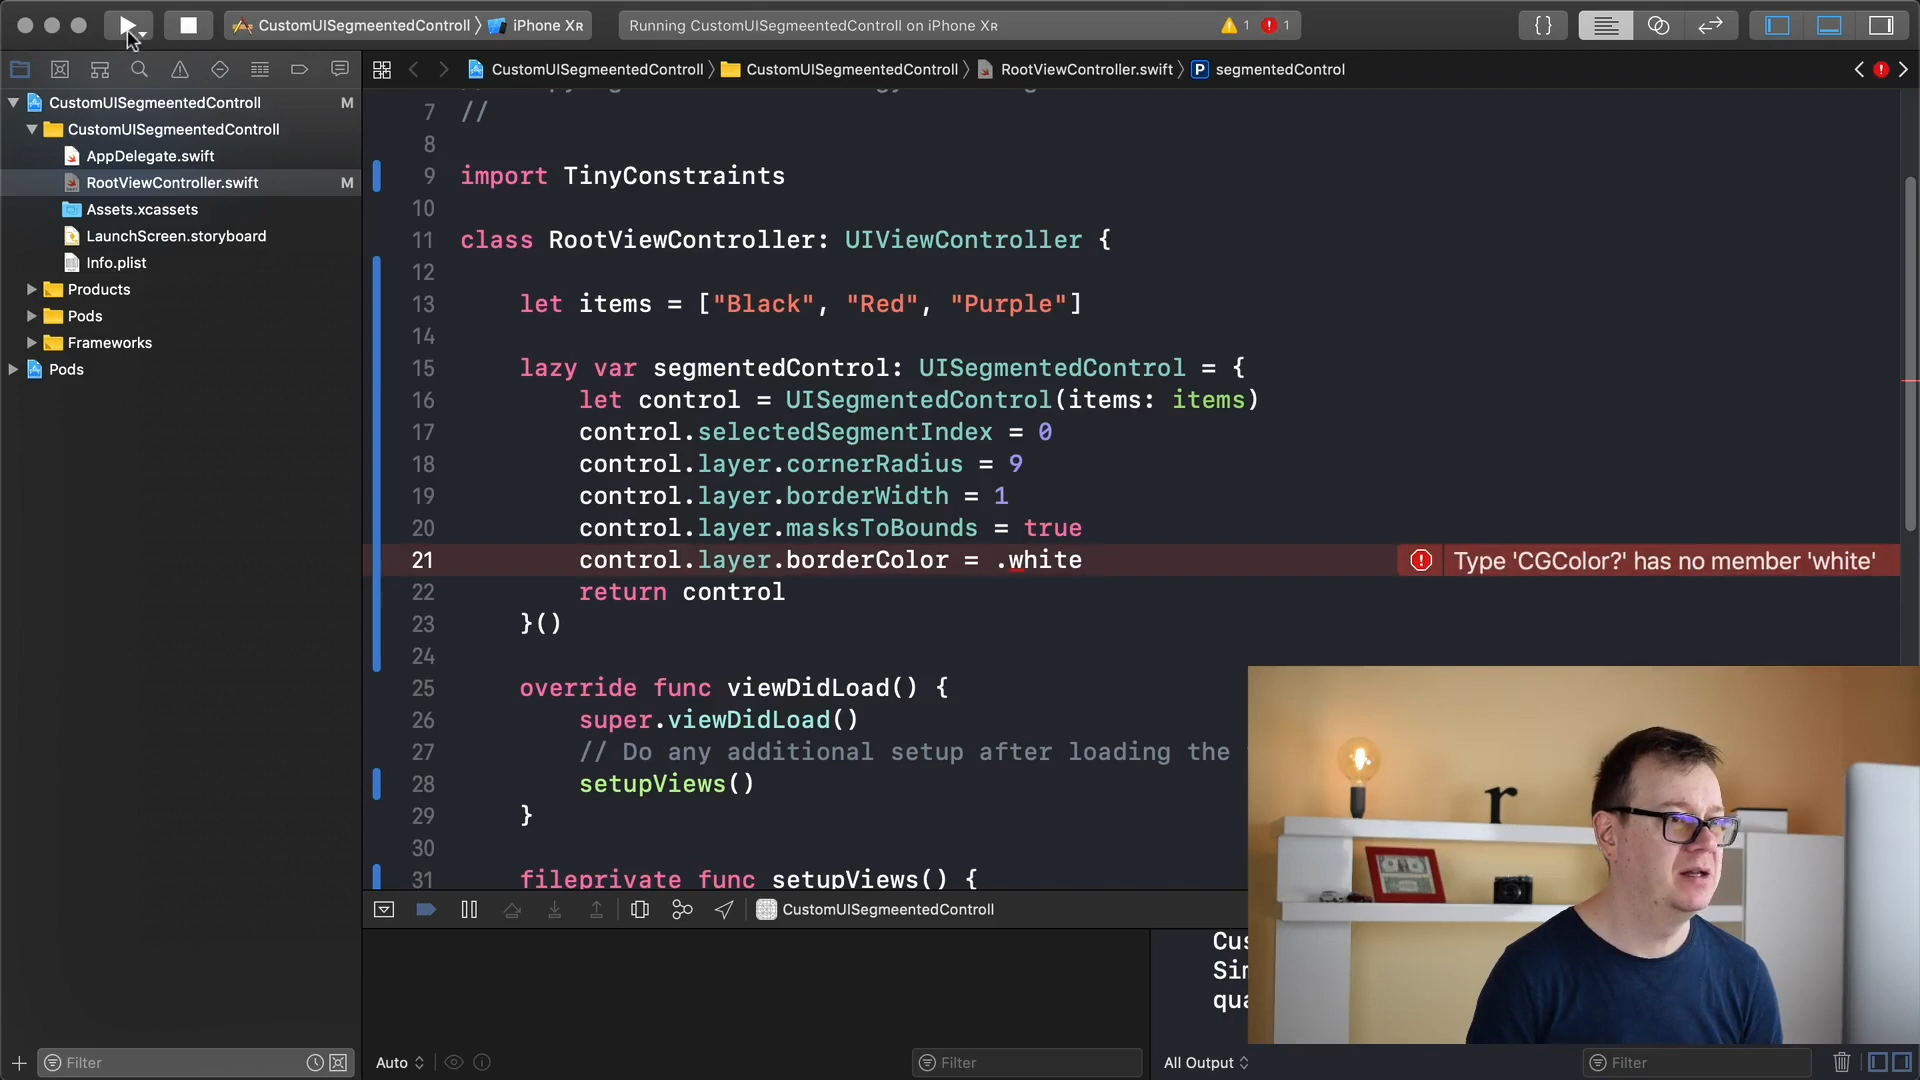 CustomUISegmeentedControll 〉 iPhone XR
Running CustomUISegmeentedControll on iPhone XR
1
1
{ }
CustomUISegmeentedControll 〉 CustomUISegmeentedControll 〉 RootViewController.swift 〉 P segmentedControl
CustomUISegmeentedControll M
CustomUISegmeentedControll
AppDelegate.swift
RootViewController.swift M
Assets.xcassets
LaunchScreen.storyboard
Info.plist
Products
Pods
Frameworks
Pods
7 //
8
9 import TinyConstraints
10
11 class RootViewController: UIViewController {
12
13 let items = ["Black", "Red", "Purple"]
14
15 lazy var segmentedControl: UISegmentedControl = {
16 let control = UISegmentedControl(items: items)
17 control.selectedSegmentIndex = 0
18 control.layer.cornerRadius = 9
19 control.layer.borderWidth = 1
20 control.layer.masksToBounds = true
21 control.layer.borderColor = .white
Type 'CGColor?' has no member 'white'
22 return control
23 }()
24
25 override func viewDidLoad() {
26 super.viewDidLoad()
27 // Do any additional setup after loading the
28 setupViews()
29 }
30
31 fileprivate func setupViews() {
CustomUISegmeentedControll
Cus
Sim
qua
Filter
Auto
Filter
All Output
Filter